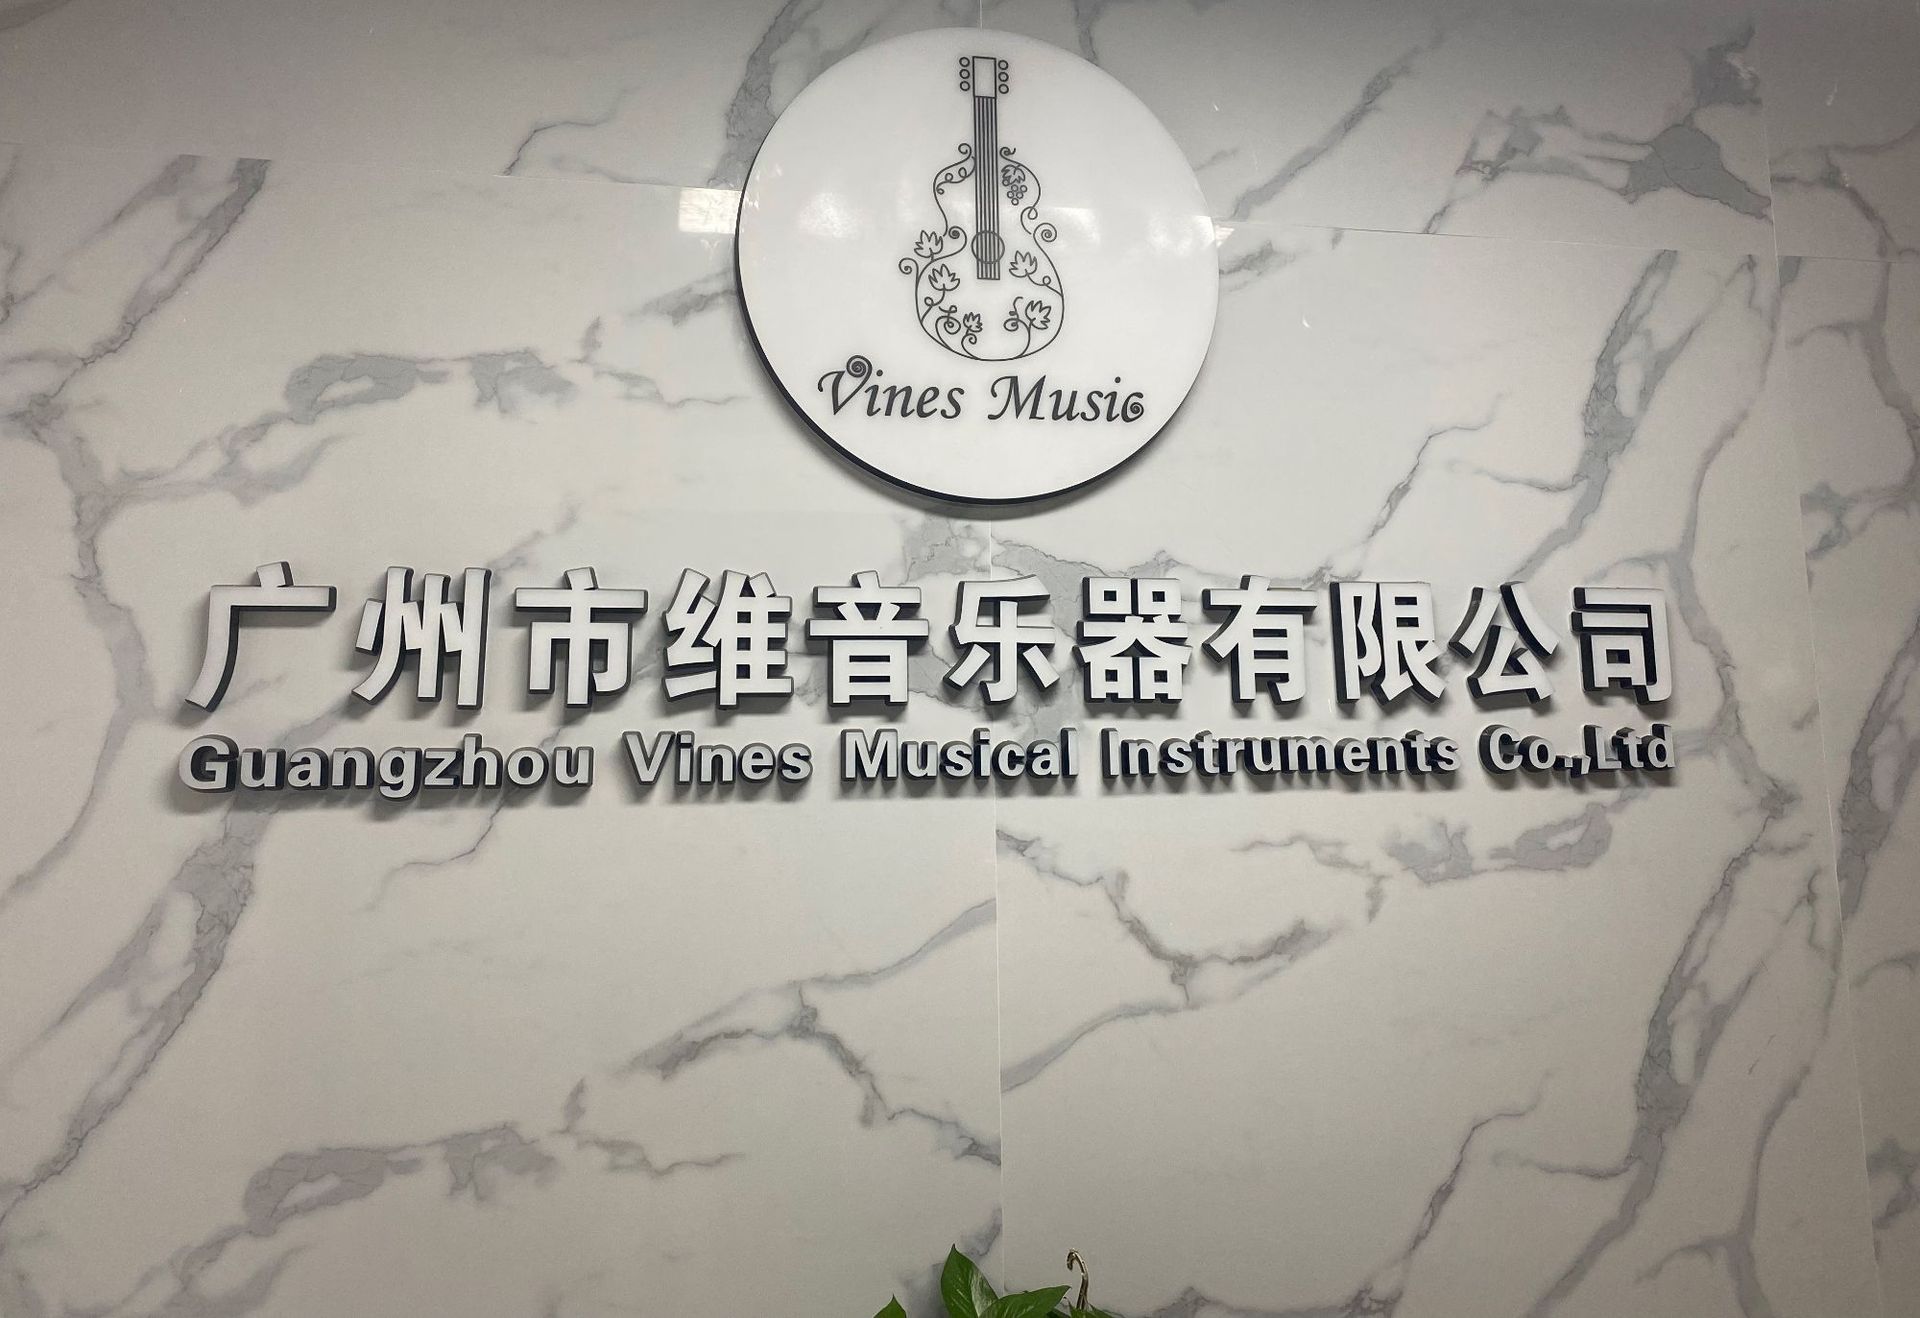 Vines Music
广州市维音乐器有限公司
Guangzhou Vines Musical Instruments Co.,Ltd